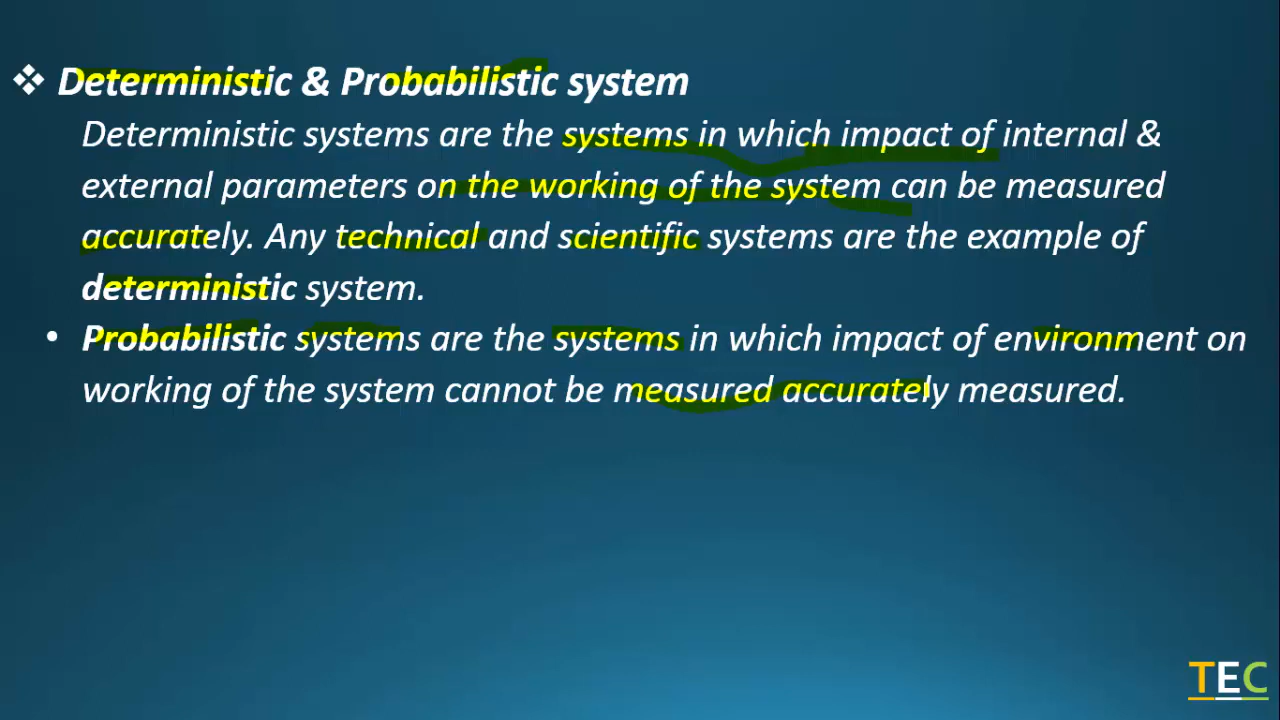 ❖ Deterministic & Probabilistic system
Deterministic systems are the systems in which impact of internal &
external parameters on the working of the system can be measured
accurately. Any technical and scientific systems are the example of
deterministic system.
• Probabilistic systems are the systems in which impact of environment on
working of the system cannot be measured accurately measured.
TEC